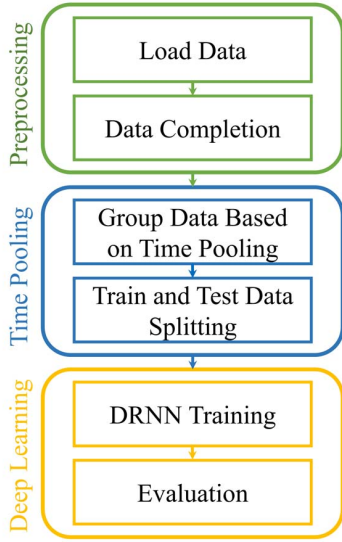 Preprocessing
Load Data
Data Completion
Time Pooling
Group Data Based
on Time Pooling
Train and Test Data
Splitting
Deep Learning
DRNN Training
Evaluation